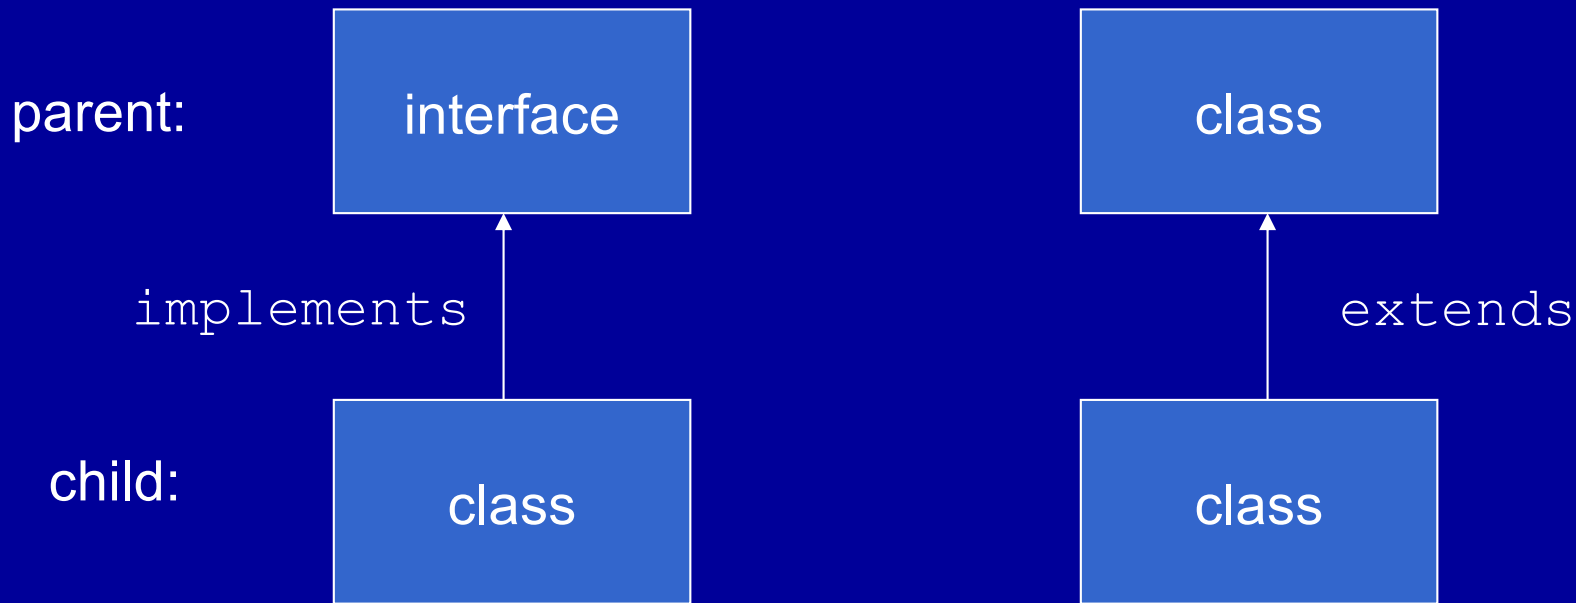 parent:
interface
class
implements
extends
child:
class
class